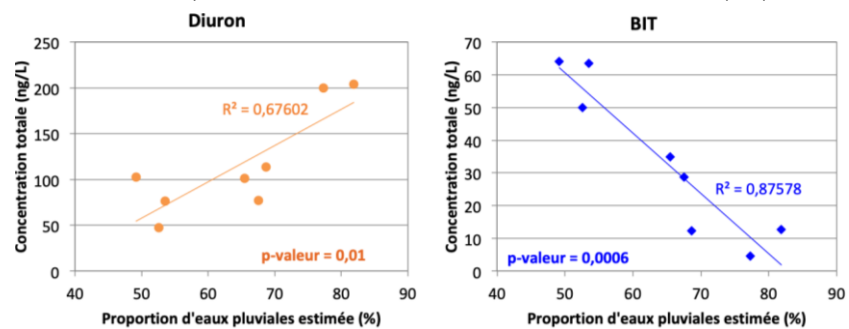 Diuron
250
200
150
100
50
0
Concentration totale (ng/L)
R² = 0,67602
p-valeur = 0,01
40 50 60 70 80 90
Proportion d'eaux pluviales estimée (%)
BIT
70
60
50
40
30
20
10
0
Concentration totale (ng/L)
R² = 0,87578
p-valeur = 0,0006
40 50 60 70 80 90
Proportion d'eaux pluviales estimée (%)